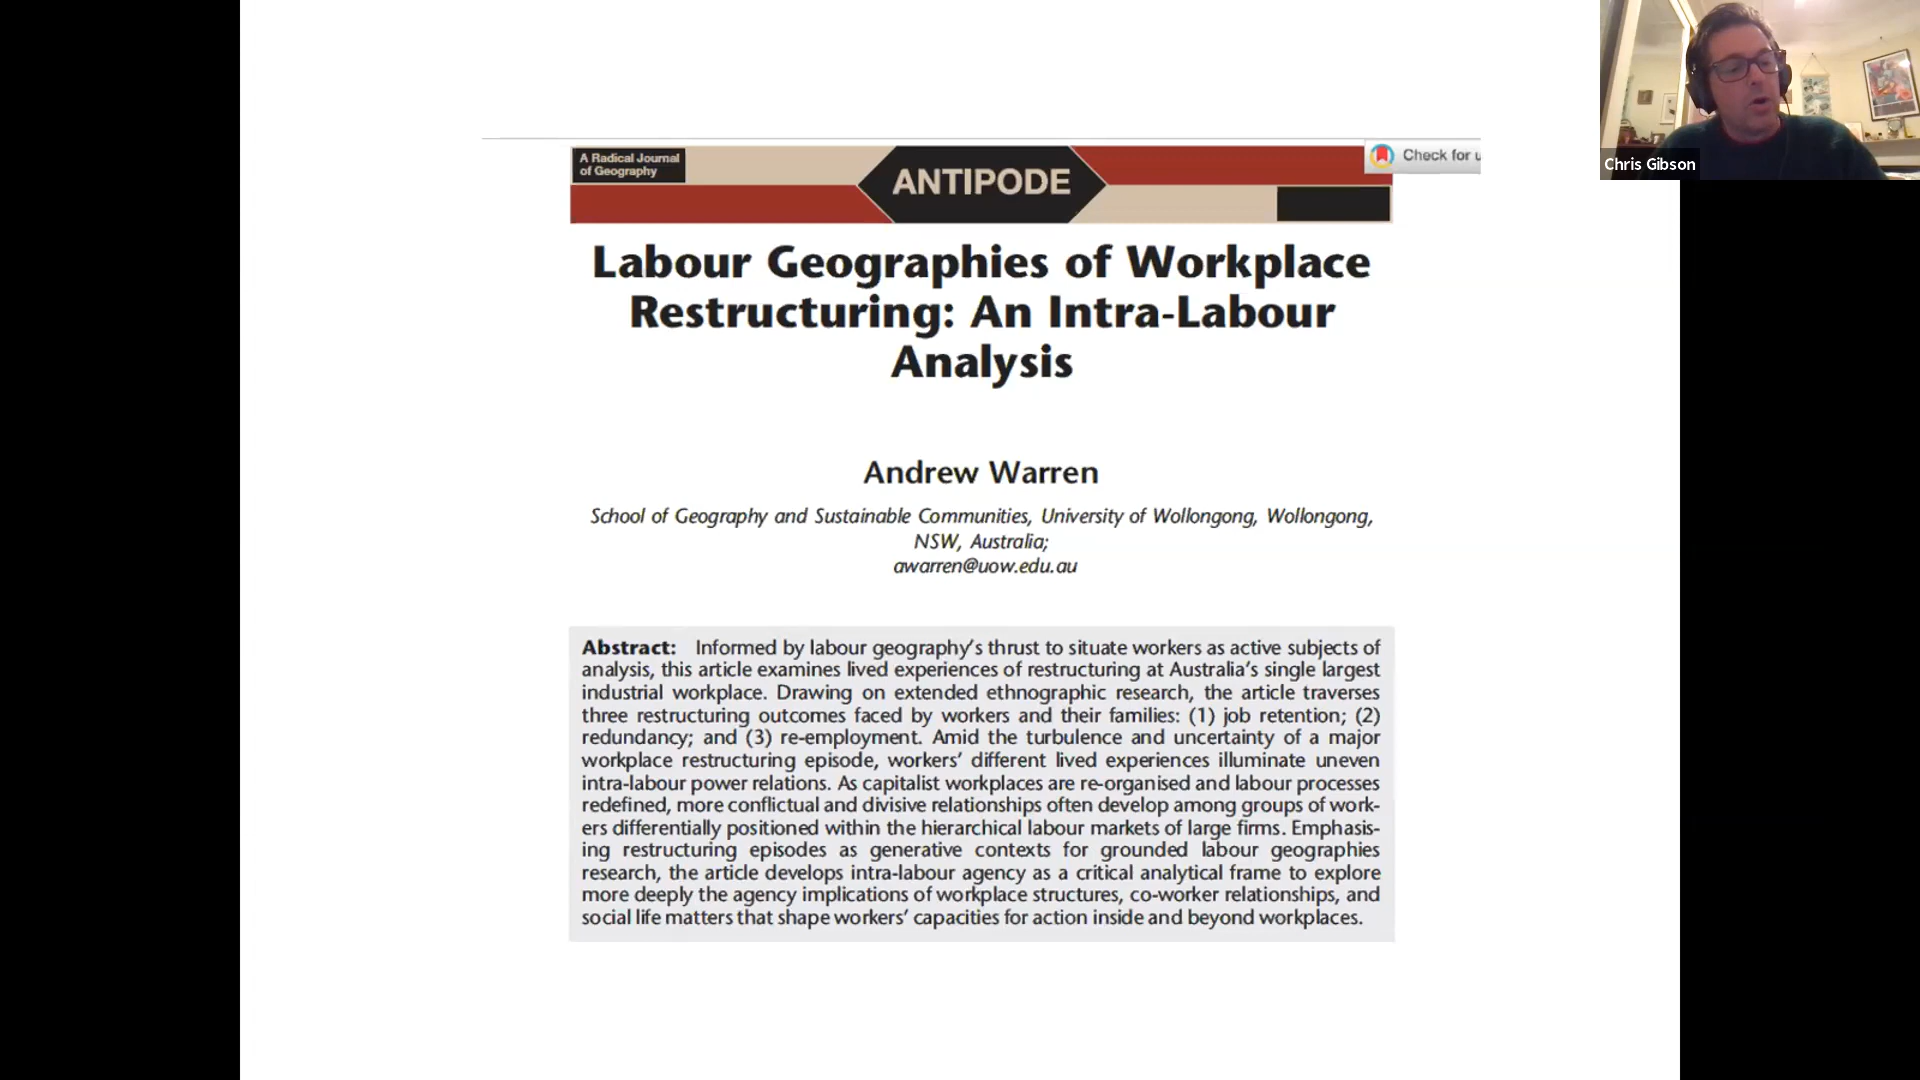 A Radical Journal
of Geography
ANTIPODE
Check for u
Chris Gibson
Labour Geographies of Workplace
Restructuring: An Intra-Labour
Analysis
Andrew Warren
School of Geography and Sustainable Communities, University of Wollongong, Wollongong,
NSW, Australia;
awarren@uow.edu.au
Abstract: Informed by labour geography's thrust to situate workers as active subjects of
analysis, this article examines lived experiences of restructuring at Australia's single largest
industrial workplace. Drawing on extended ethnographic research, the article traverses
three restructuring outcomes faced by workers and their families: (1) job retention; (2)
redundancy; and (3) re-employment. Amid the turbulence and uncertainty of a major
workplace restructuring episode, workers' different lived experiences illuminate uneven
intra-labour power relations. As capitalist workplaces are re-organised and labour processes
redefined, more conflictual and divisive relationships often develop among groups of work-
ers differentially positioned within the hierarchical labour markets of large firms. Emphasis-
ing restructuring episodes as generative contexts for grounded labour geographies
research, the article develops intra-labour agency as a critical analytical frame to explore
more deeply the agency implications of workplace structures, co-worker relationships, and
social life matters that shape workers' capacities for action inside and beyond workplaces.